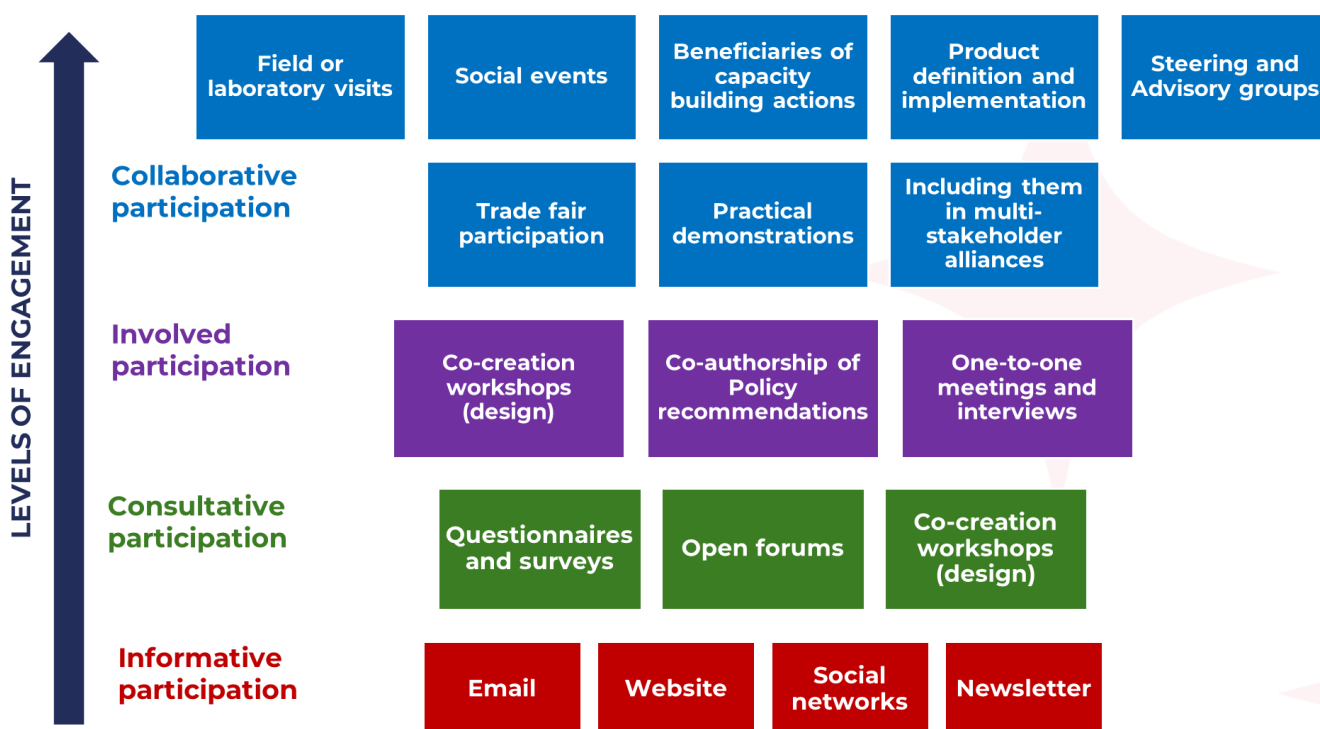 LEVELS OF ENGAGEMENT
Field or
laboratory visits
Social events
Beneficiaries of
capacity
building actions
Product
definition and
implementation
Steering and
Advisory groups
Collaborative
participation
Trade fair
participation
Practical
demonstrations
Including them
in multi-
stakeholder
alliances
Involved
participation
Co-creation
workshops
(design)
Co-authorship of
Policy
recommendations
One-to-one
meetings and
interviews
Consultative
participation
Questionnaires
and surveys
Open forums
Co-creation
workshops
(design)
Informative
participation
Email
Website
Social
networks
Newsletter